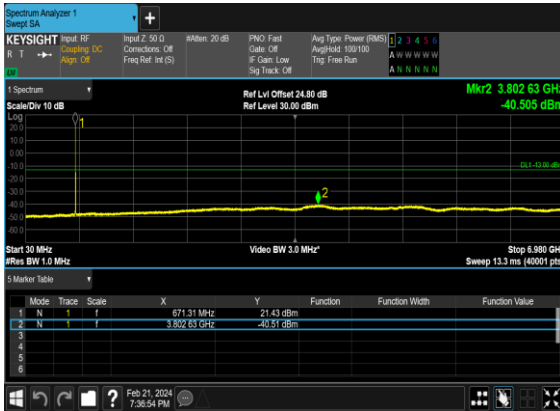 Spectrum Analyzer 1
Swept SA
+
KEYSIGHT Input: RF Input Z: 50 Ω #Atten: 20 dB PNO: Fast Avg Type: Power (RMS) 1 2 3 4 5 6
R T Coupling: DC Corrections: Off Gate: Off Avg|Hold: 100/100 A W W W W W
Align: Off Freq Ref: Int (S) IF Gain: Low Trig: Free Run
Sig Track: Off A N N N N N
1 Spectrum Ref Lvl Offset 24.80 dB Mkr2 3.802 63 GHz
Scale/Div 10 dB Ref Level 30.00 dBm -40.505 dBm
Log
20.0
10.0
0.00
-10.0
-20.0
-30.0
-40.0
-50.0
-60.0
1
DL1 -13.00 dBm
2
Start 30 MHz Video BW 3.0 MHz* Stop 6.980 GH
#Res BW 1.0 MHz Sweep 13.3 ms (40001 pts
5 Marker Table
Mode Trace Scale X Y Function Function Width Function Value
1 N 1 f 671.31 MHz 21.43 dBm
2 N 1 f 3.802 63 GHz -40.51 dBm
3
4
5
6
? Feb 21, 2024
7:36:54 PM